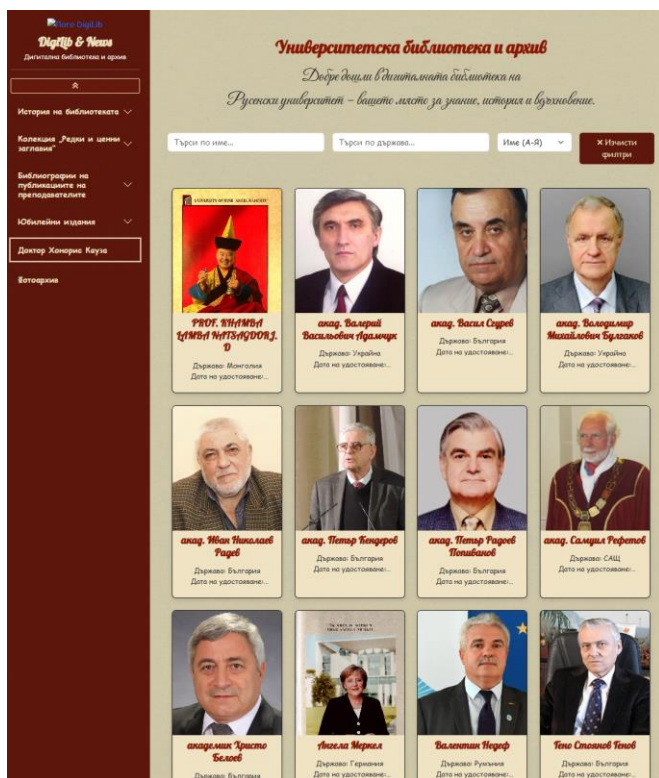 Лого DigiLib
DigiLib & News
Дигитална библиотека и архив
История на библиотеката
Колекция „Редки и ценни
заглавия"
Библиографии на
публикациите на
преподавателите
Юбилейни издания
Доктор Хонорис Кауза
Фотоархив
Университетска библиотека и архив
Добре дошли в дигиталната библиотека на
Русенски университет – вашето място за знание, история и вдъхновение.
Търси по име...
Търси по държава...
Име (А-Я)
× Изчисти
филтри
PROF. KHAMBA
LAMBA NATSAGDORJ.
D
Държава: Монголия
Дата на удостояване:...
акад. Валерий
Васильович Адамчук
Държава: Украйна
Дата на удостояване:...
акад. Васил Сгурев
Държава: България
Дата на удостояване:...
акад. Володимир
Михайлович Булгаков
Държава: Украйна
Дата на удостояване:...
акад. Иван Николаев
Радев
Държава: България
Дата на удостояване:...
акад. Петър Кендеров
Държава: България
Дата на удостояване:...
акад. Петър Радоев
Попиванов
Държава: България
Дата на удостояване:...
акад. Самуил Рефетов
Държава: САЩ
Дата на удостояване:...
академик Христо
Белоев
Държава: България
Ангела Меркел
Държава: Германия
Дата на удостояване:...
Валентин Недеф
Държава: Румъния
Дата на удостояване:...
Тено Стоянов Тенов
Държава: България
Дата на удостояване:...